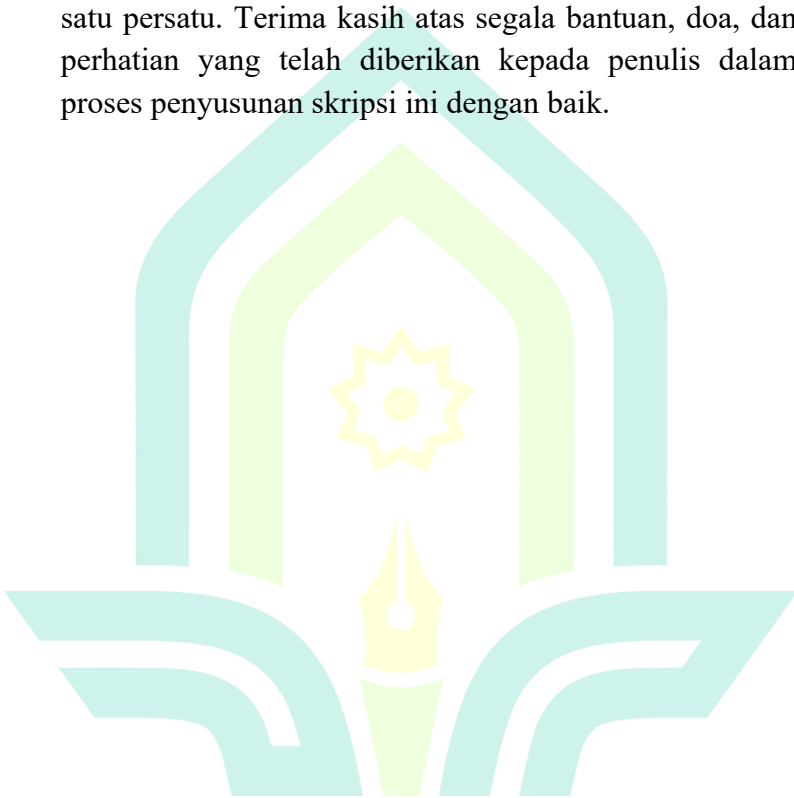 satu persatu. Terima kasih atas segala bantuan, doa, dan
perhatian yang telah diberikan kepada penulis dalam
proses penyusunan skripsi ini dengan baik.